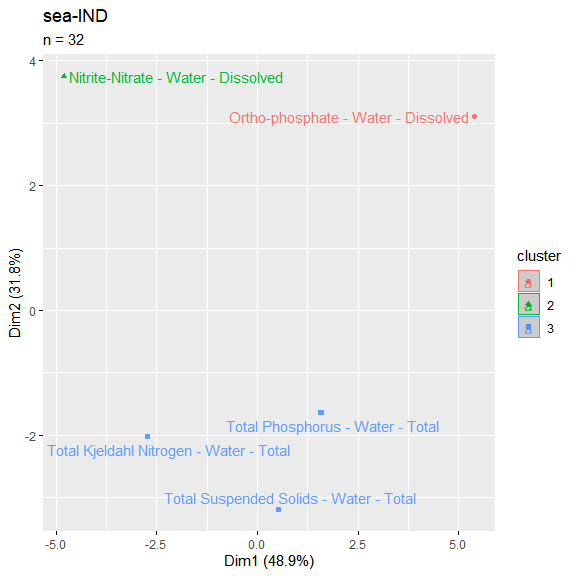 sea-IND
n = 32
4
Nitrite-Nitrate - Water - Dissolved
Ortho-phosphate - Water - Dissolved
2
cluster
1
2
3
Dim2 (31.8%)
0
Total Phosphorus - Water - Total
-2
Total Kjeldahl Nitrogen - Water - Total
Total Suspended Solids - Water - Total
-5.0 -2.5 0.0 2.5 5.0
Dim1 (48.9%)